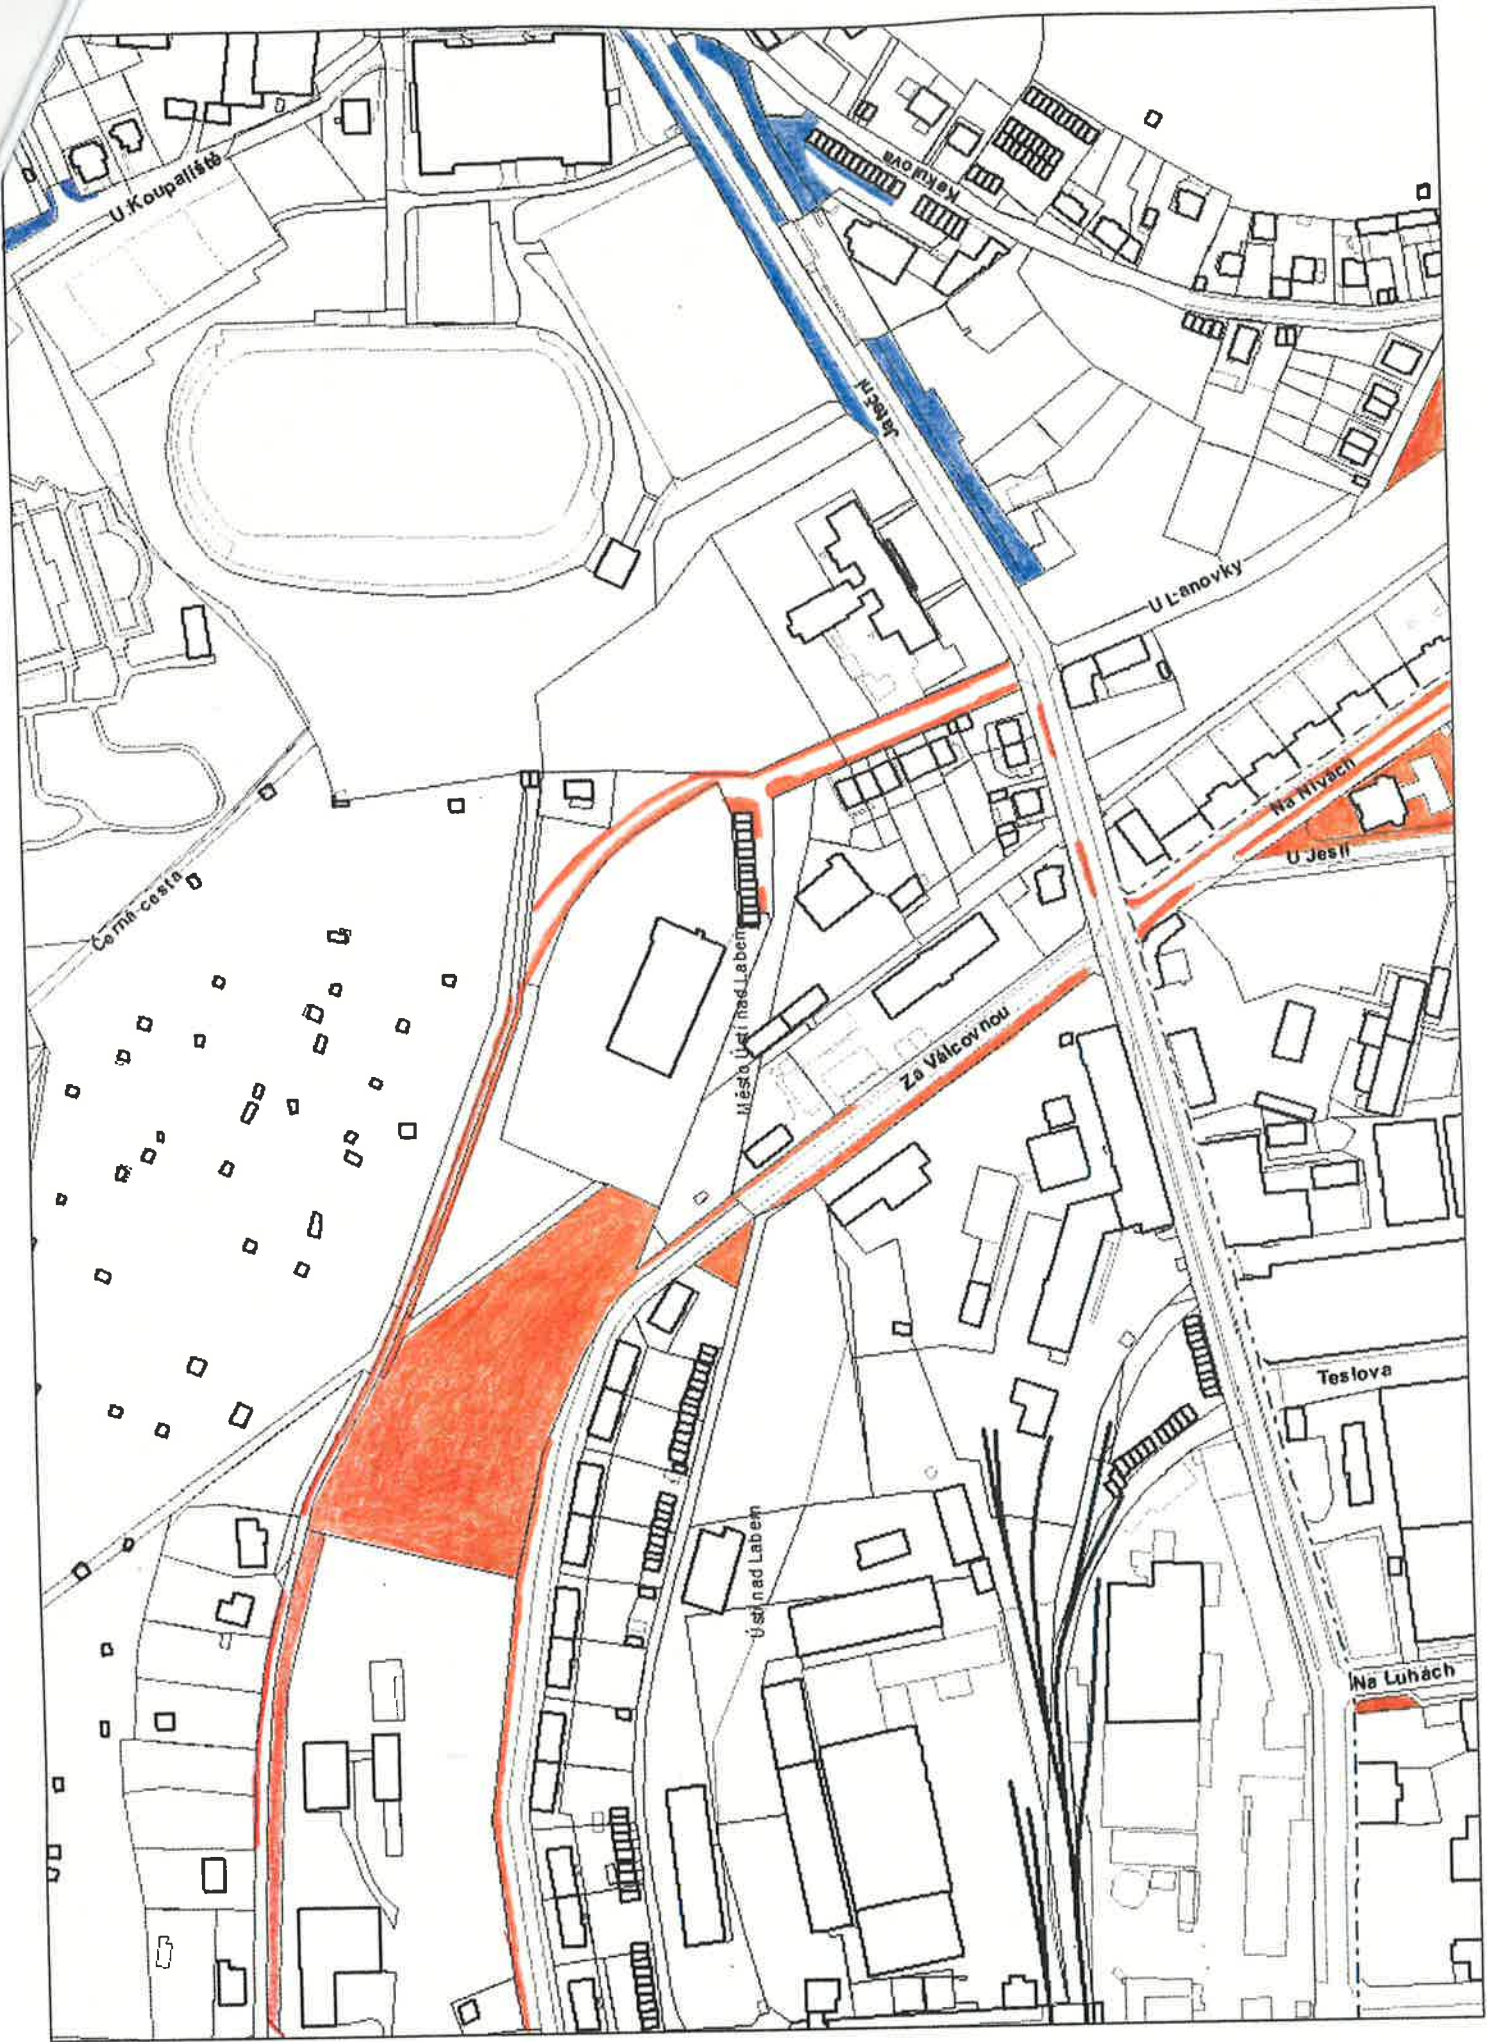 U Koupaliště
Kekulova
Jateční
U Lanovky
Na Nivách
U Jeslí
Černá cesta
Město Ústí nad Labem
Za Válcovnou
Teslova
Ústí nad Labem
Na Luhách